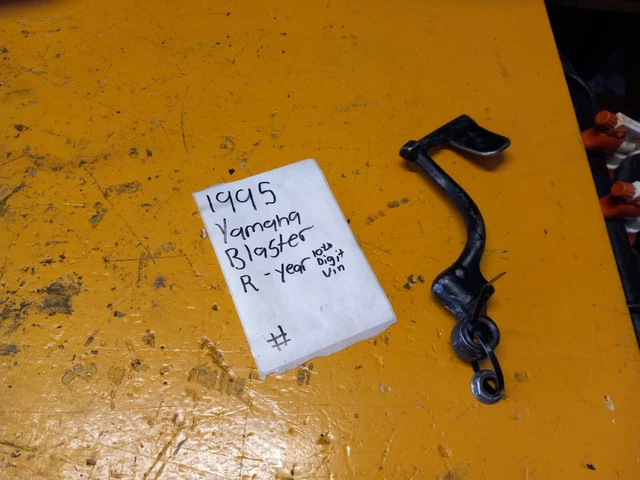 1995
Yamaha
Blaster
R - year 10th
Digit
Vin
#